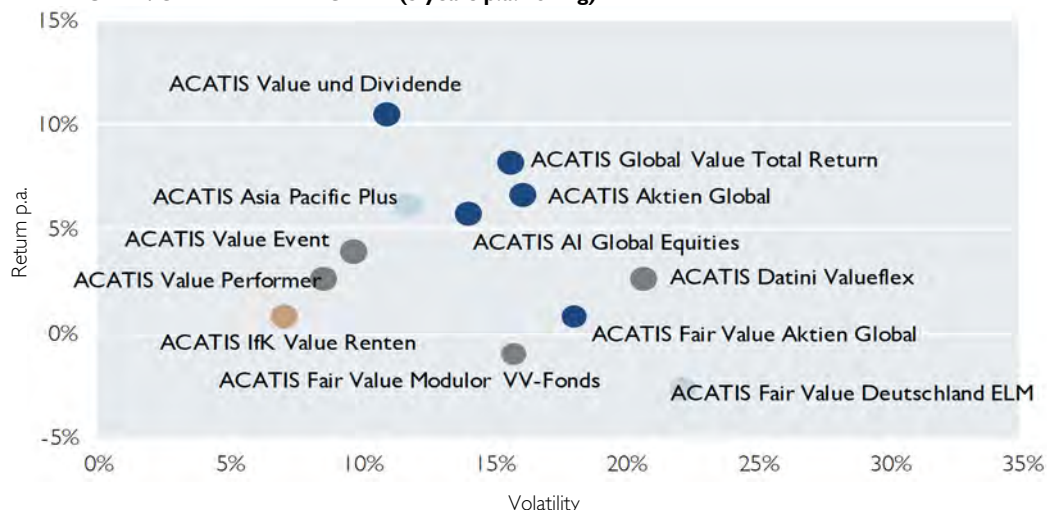 15%
ACATIS Value und Dividende
10%
ACATIS Global Value Total Return
ACATIS Asia Pacific Plus
ACATIS Aktien Global
5%
ACATIS Value Event
ACATIS AI Global Equities
ACATIS Value Performer
ACATIS Datini Valueflex
0%
ACATIS IfK Value Renten
ACATIS Fair Value Aktien Global
ACATIS Fair Value Modulor VV-Fonds
ACATIS Fair Value Deutschland ELM
-5%
0% 5% 10% 15% 20% 25% 30% 35%
Return p.a.
Volatility